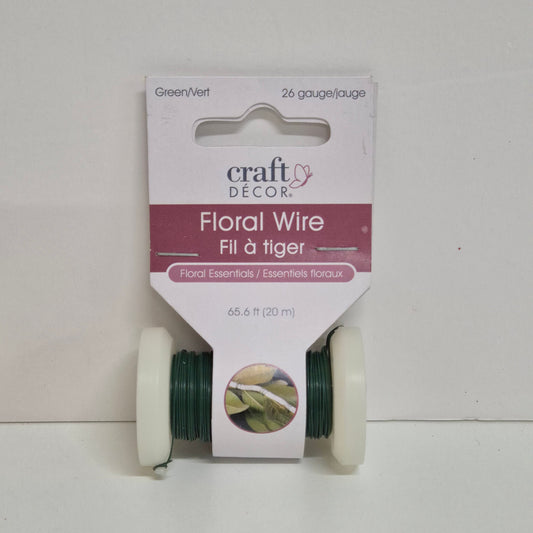 Green/Vert 26 gauge/jauge
craft
DÉCOR®
Floral Wire
Fil à tiger
Floral Essentials / Essentiels floraux
65.6 ft (20 m)